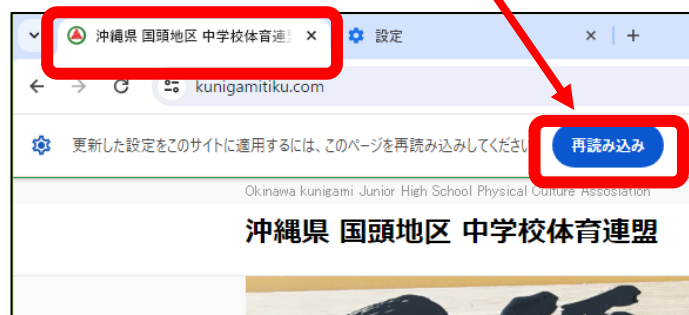 沖縄県 国頭地区 中学校体育連
設定
kunigamitiku.com
更新した設定をこのサイトに適用するには、このページを再読み込みしてください
再読み込み
Okinawa kunigami Junior High School Physical Culture Assosiation
沖縄県 国頭地区 中学校体育連盟